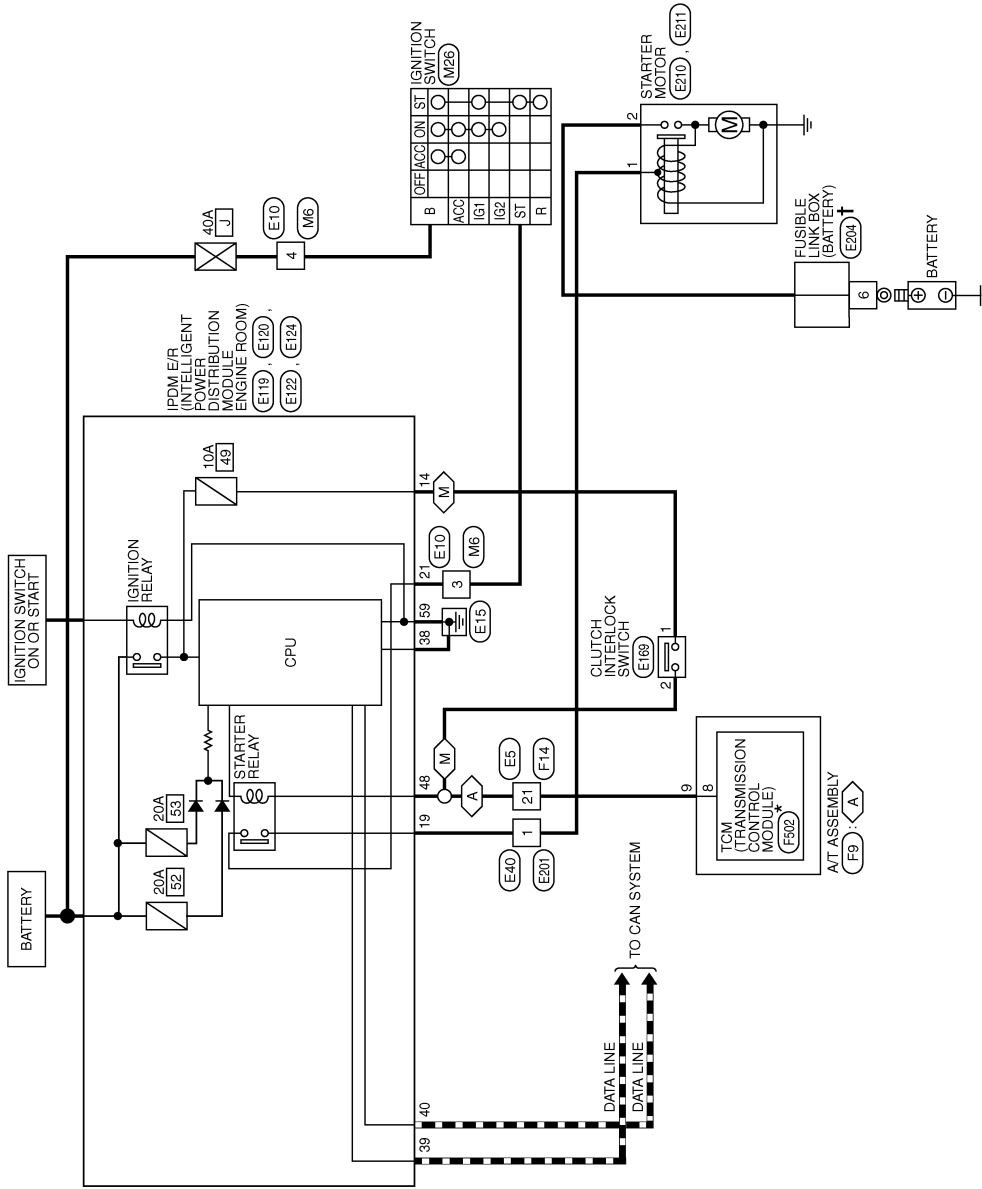 BATTERY
IGNITION SWITCH
ON OR START
20A
52
20A
53
STARTER
RELAY
IGNITION
RELAY
CPU
10A
49
IPDM E/R
(INTELLIGENT
POWER
DISTRIBUTION
MODULE
ENGINE ROOM)
E119 , E120 ,
E122 , E124
40A
J
4
E10
M6
IGNITION
SWITCH
M26
OFF ACC ON ST
B
ACC
IG1
IG2
ST
R
39
40
19
48
38
59
21
14
M
E15
3
E10
M6
M
A
1
E40
E201
21
E5
F14
CLUTCH
INTERLOCK
SWITCH
E169
2
1
STARTER
MOTOR
E210 , E211
1
2
M
FUSIBLE
LINK BOX
(BATTERY) †
E204
6
+
−
BATTERY
9
8
TCM
(TRANSMISSION
CONTROL
MODULE)*
F502
A/T ASSEMBLY
F9 : A
DATA LINE
DATA LINE
TO CAN SYSTEM